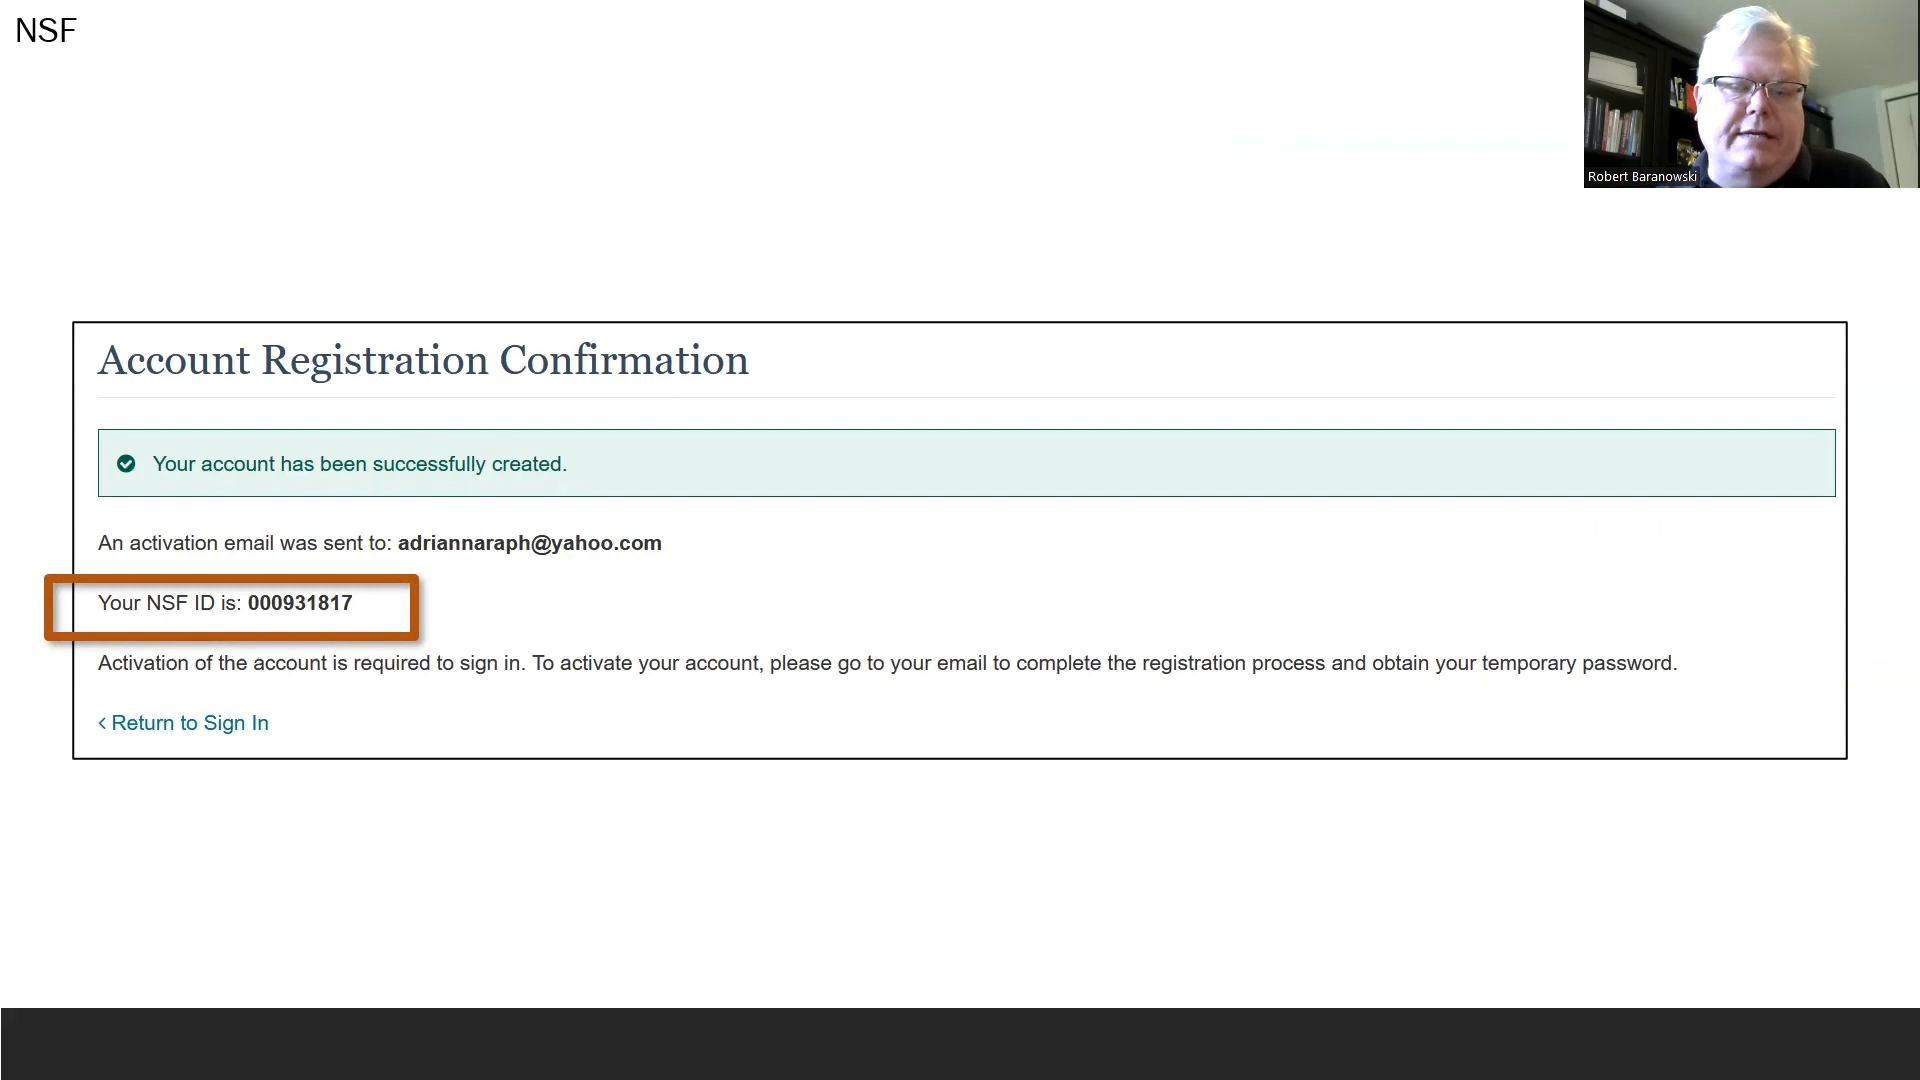 NSF
Robert Baranowski
Account Registration Confirmation
Your account has been successfully created.
An activation email was sent to: adriannaraph@yahoo.com
Your NSF ID is: 000931817
Activation of the account is required to sign in. To activate your account, please go to your email to complete the registration process and obtain your temporary password.
< Return to Sign In